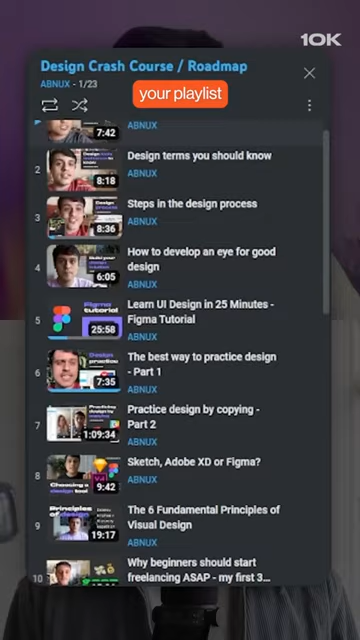 10K
Design Crash Course / Roadmap
ABNUX - 1/23
your playlist
7:42
ABNUX
2
8:18
Design terms you should know
ABNUX
3
8:36
Steps in the design process
ABNUX
4
6:05
How to develop an eye for good
design
ABNUX
5
Figma
tutorial
25:58
Learn UI Design in 25 Minutes -
Figma Tutorial
ABNUX
6
Design
7:35
The best way to practice design
- Part 1
ABNUX
7
Practicing
1:09:34
Practice design by copying -
Part 2
ABNUX
8
Choosing a
design tool
9:42
Sketch, Adobe XD or Figma?
ABNUX
9
Principles
of design
19:17
The 6 Fundamental Principles of
Visual Design
ABNUX
10
Why beginners should start
freelancing ASAP - my first 3...
ABNUX